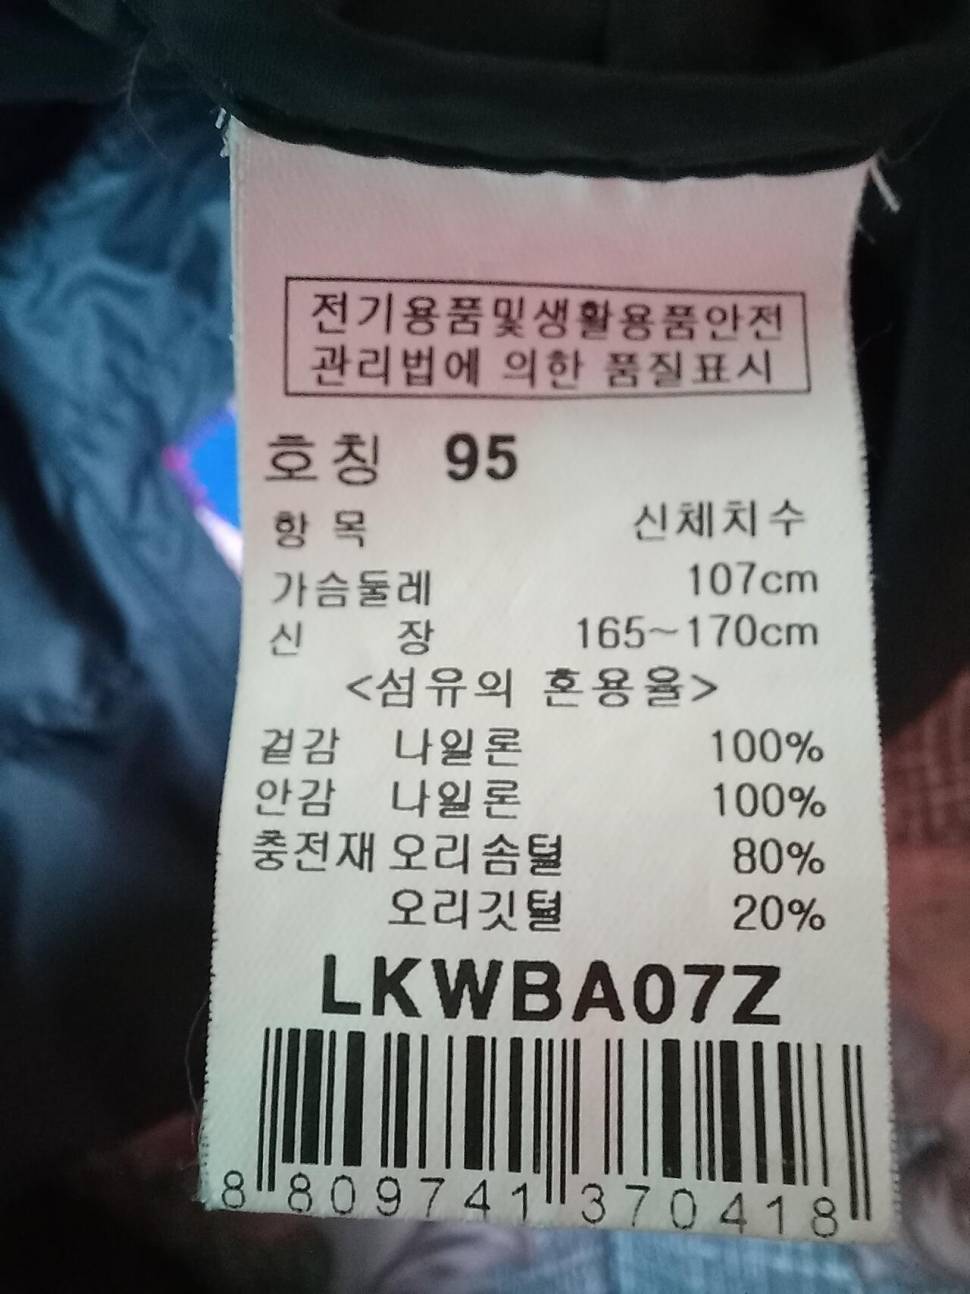 전기용품및생활용품안전
관리법에 의한 품질표시
호칭 95
항목 신체치수
가슴둘레 107cm
신 장 165~170cm
<섬유의 혼용율>
겉감 나일론 100%
안감 나일론 100%
충전재 오리솜털 80%
오리깃털 20%
LKWBA07Z
8 809741 370418